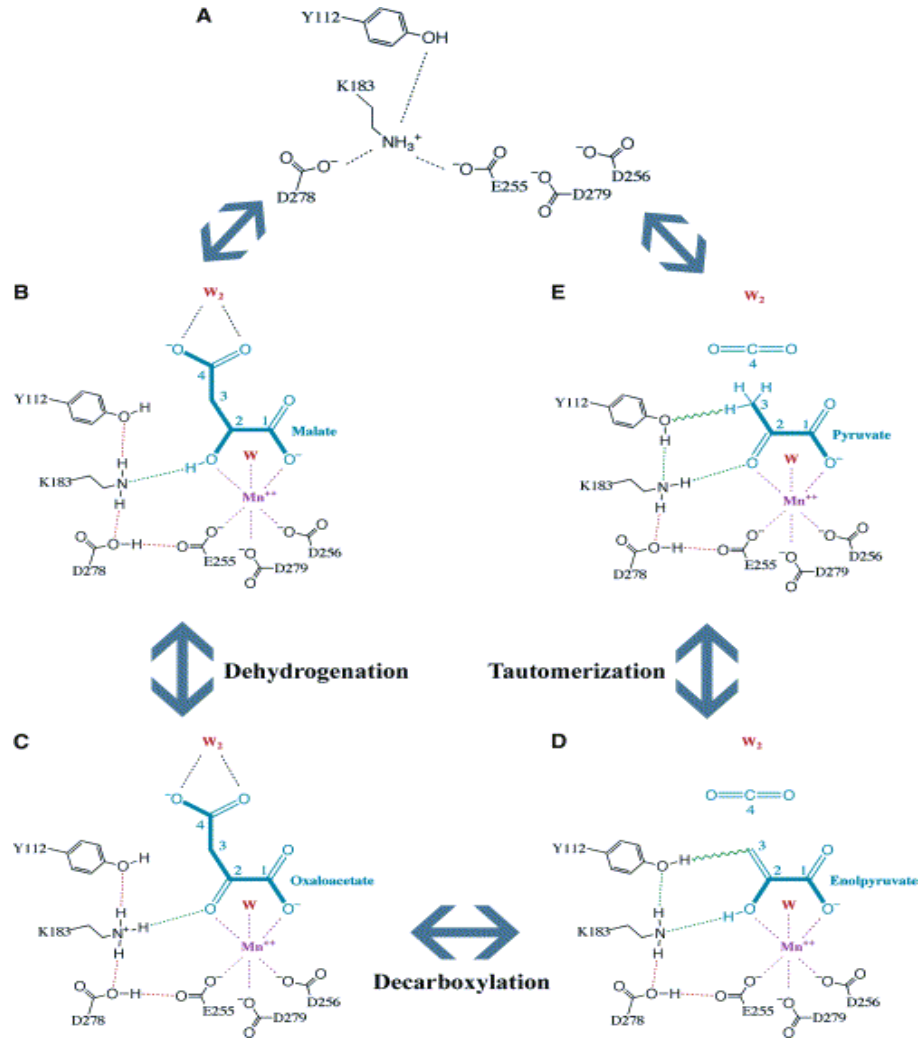 A
Y112
OH
K183
NH₃⁺
O
O⁻
D278
⁻O
O
E255
⁻O
O
D279
⁻O
O
D256
B
W₂
⁻O
O
4
3
2
1
O
Malate
Y112
O
H
H
O
W
O⁻
H
K183
N
H
Mn⁺⁺
O
O
H
D278
O
O⁻
E255
⁻O
O
D279
⁻O
O
D256
E
W₂
O
C
O
4
H
H
H
3
Y112
O
H
2
1
O
Pyruvate
O
W
O⁻
K183
N
H
H
Mn⁺⁺
O
O
H
D278
O
O⁻
E255
⁻O
O
D279
⁻O
O
D256
Dehydrogenation
Tautomerization
C
W₂
⁻O
O
4
3
2
1
O
Oxaloacetate
Y112
O
H
H
O
W
O⁻
K183
N⁺
H
H
Mn⁺⁺
O
O
H
D278
O
O⁻
E255
⁻O
O
D279
⁻O
O
D256
Decarboxylation
D
W₂
O
C
O
4
Y112
O
H
3
2
1
O
Enolpyruvate
H
H
O
W
O⁻
K183
N
H
Mn⁺⁺
O
O
H
D278
O
O⁻
E255
⁻O
O
D279
⁻O
O
D256